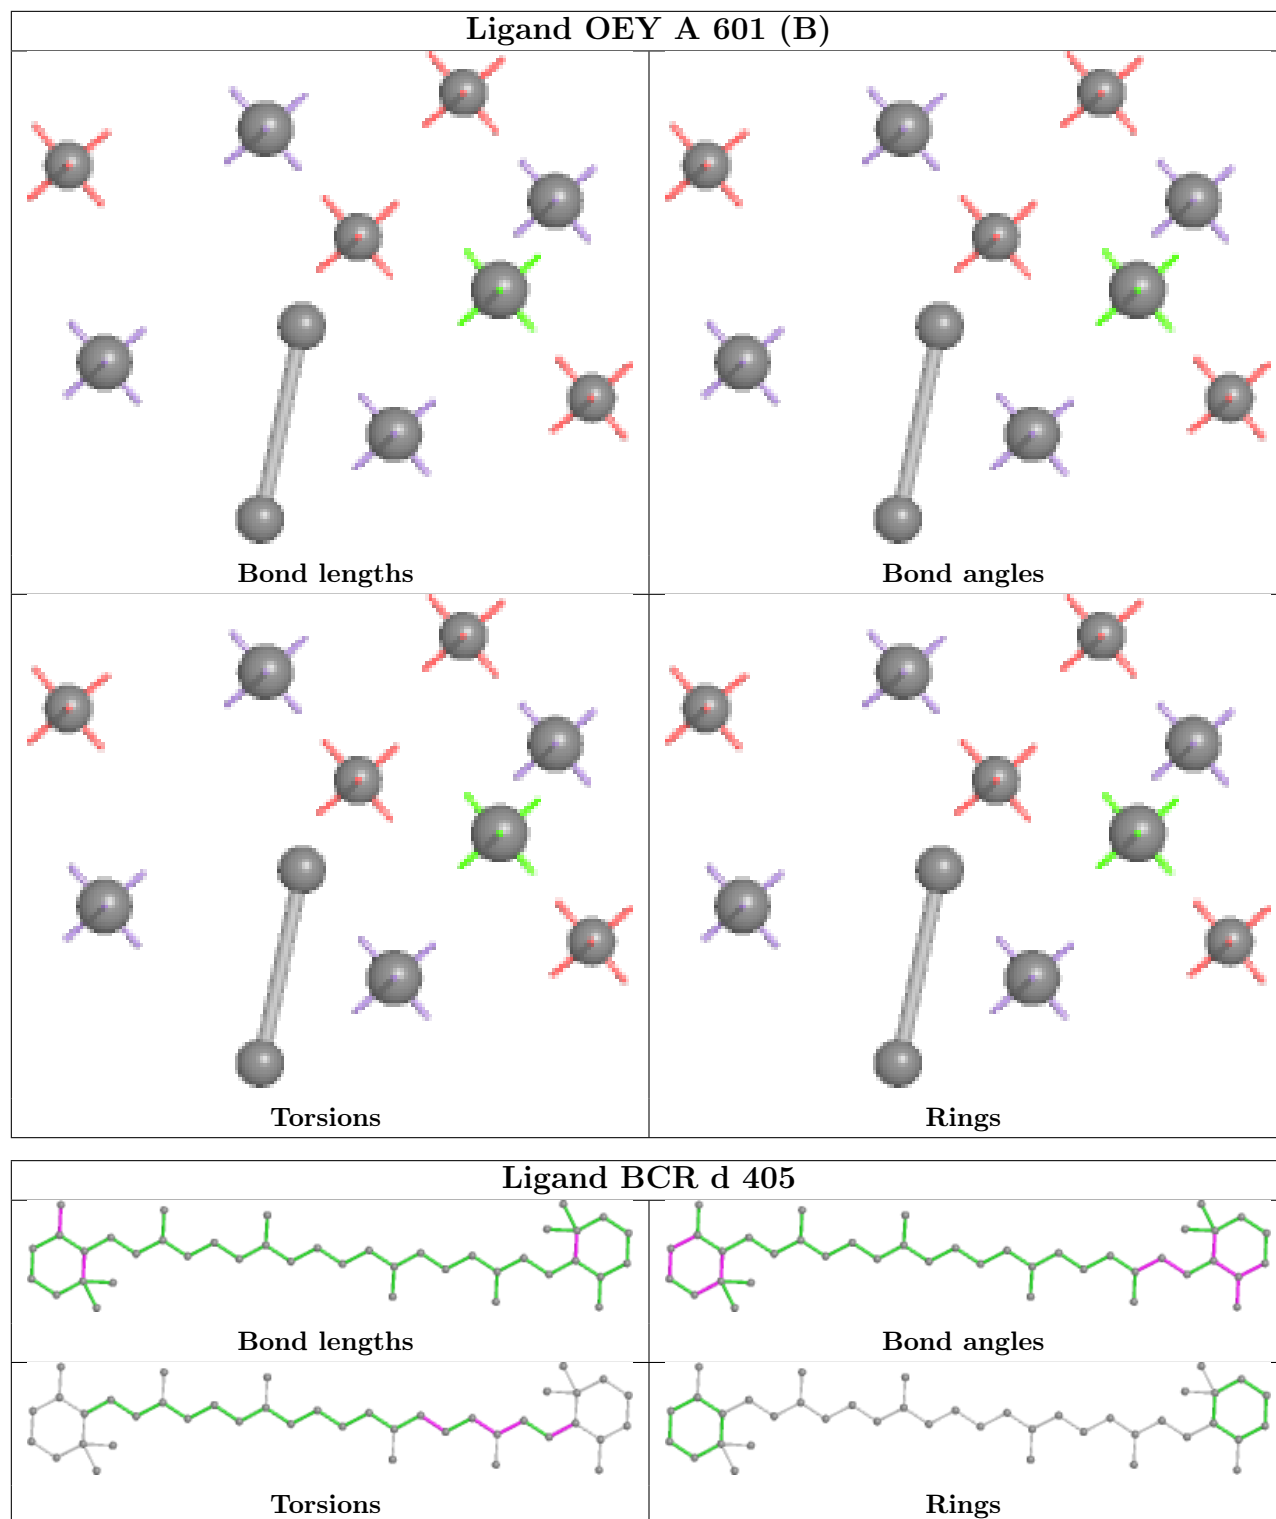 Ligand OEY A 601 (B)
Bond lengths
Bond angles
Torsions
Rings
Ligand BCR d 405
Bond lengths
Bond angles
Torsions
Rings